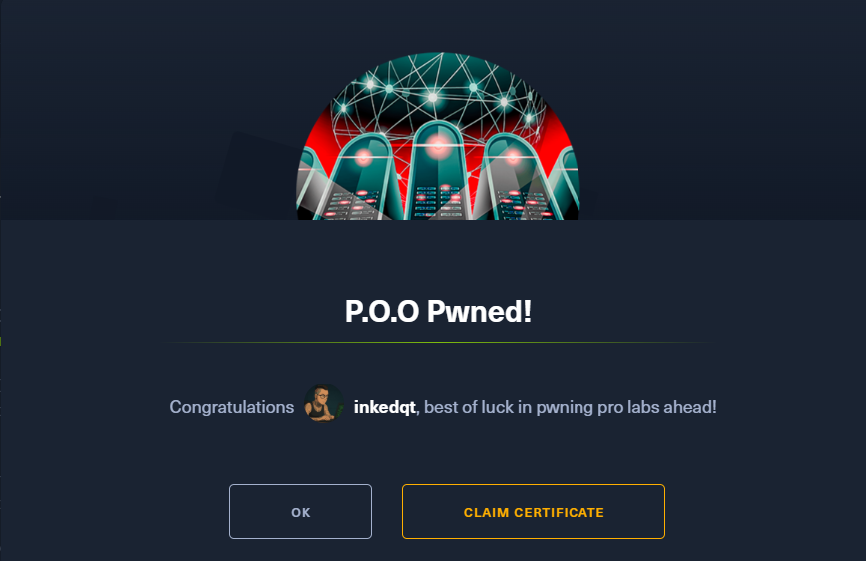 P.O.O Pwned!
Congratulations inkedqt, best of luck in pwning pro labs ahead!
OK
CLAIM CERTIFICATE